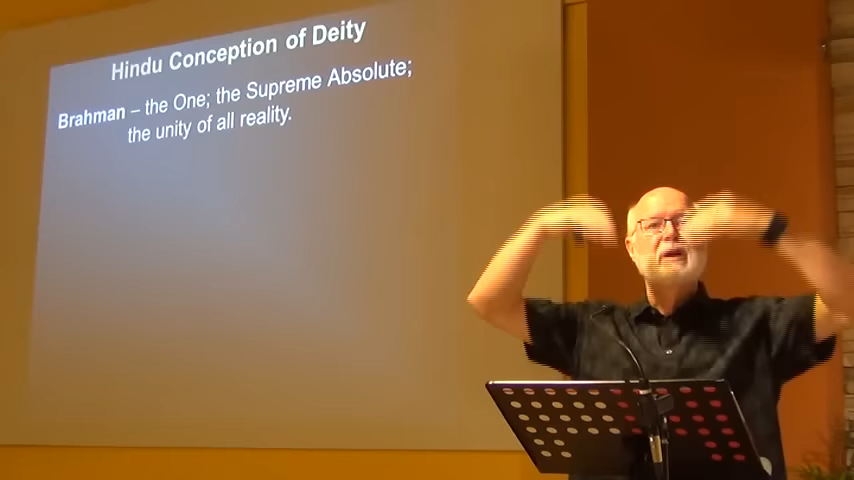 Hindu Conception of Deity
Brahman – the One; the Supreme Absolute;
the unity of all reality.